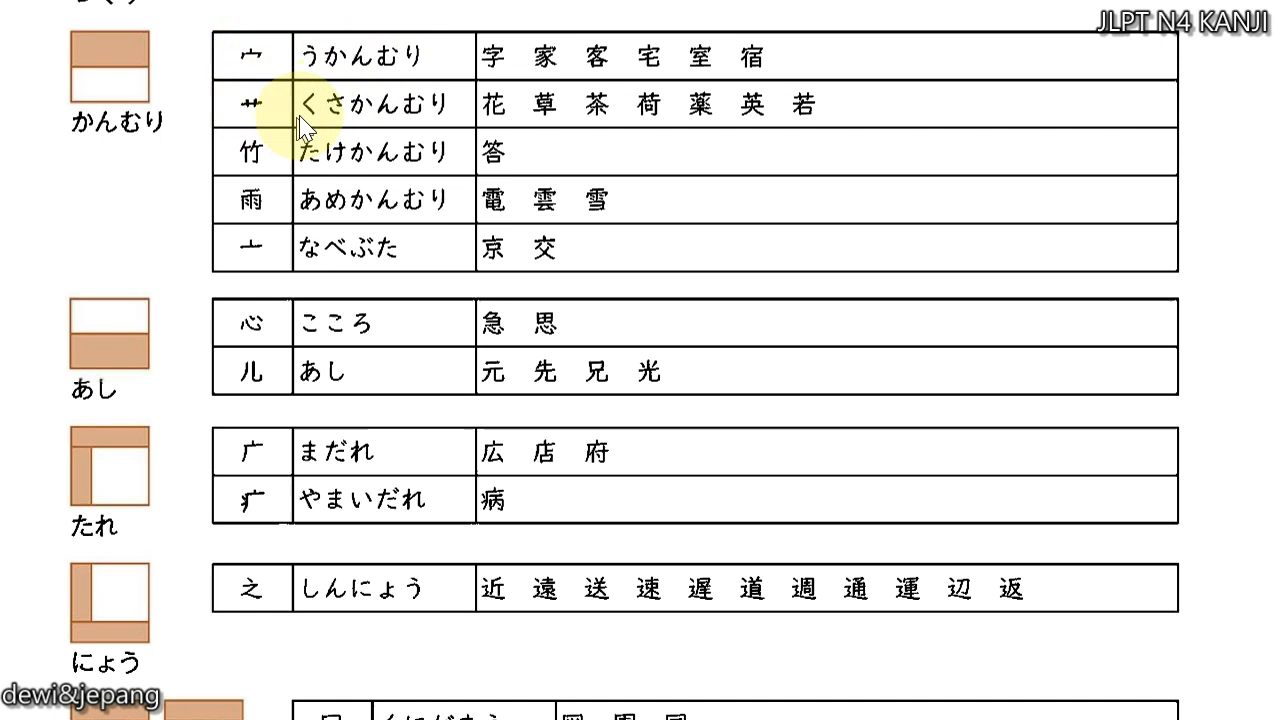 JLPT N4 KANJI
宀 うかんむり 字 家 客 宅 室 宿
艹 くさかんむり 花 草 茶 荷 薬 英 若
かんむり
竹 たけかんむり 答
雨 あめかんむり 電 雲 雪
亠 なべぶた 京 交
心 こころ 急 思
儿 あし 元 先 兄 光
あし
广 まだれ 広 店 府
疒 やまいだれ 病
たれ
之 しんにょう 近 遠 送 速 遅 道 週 通 運 辺 返
にょう
dewi&jepang